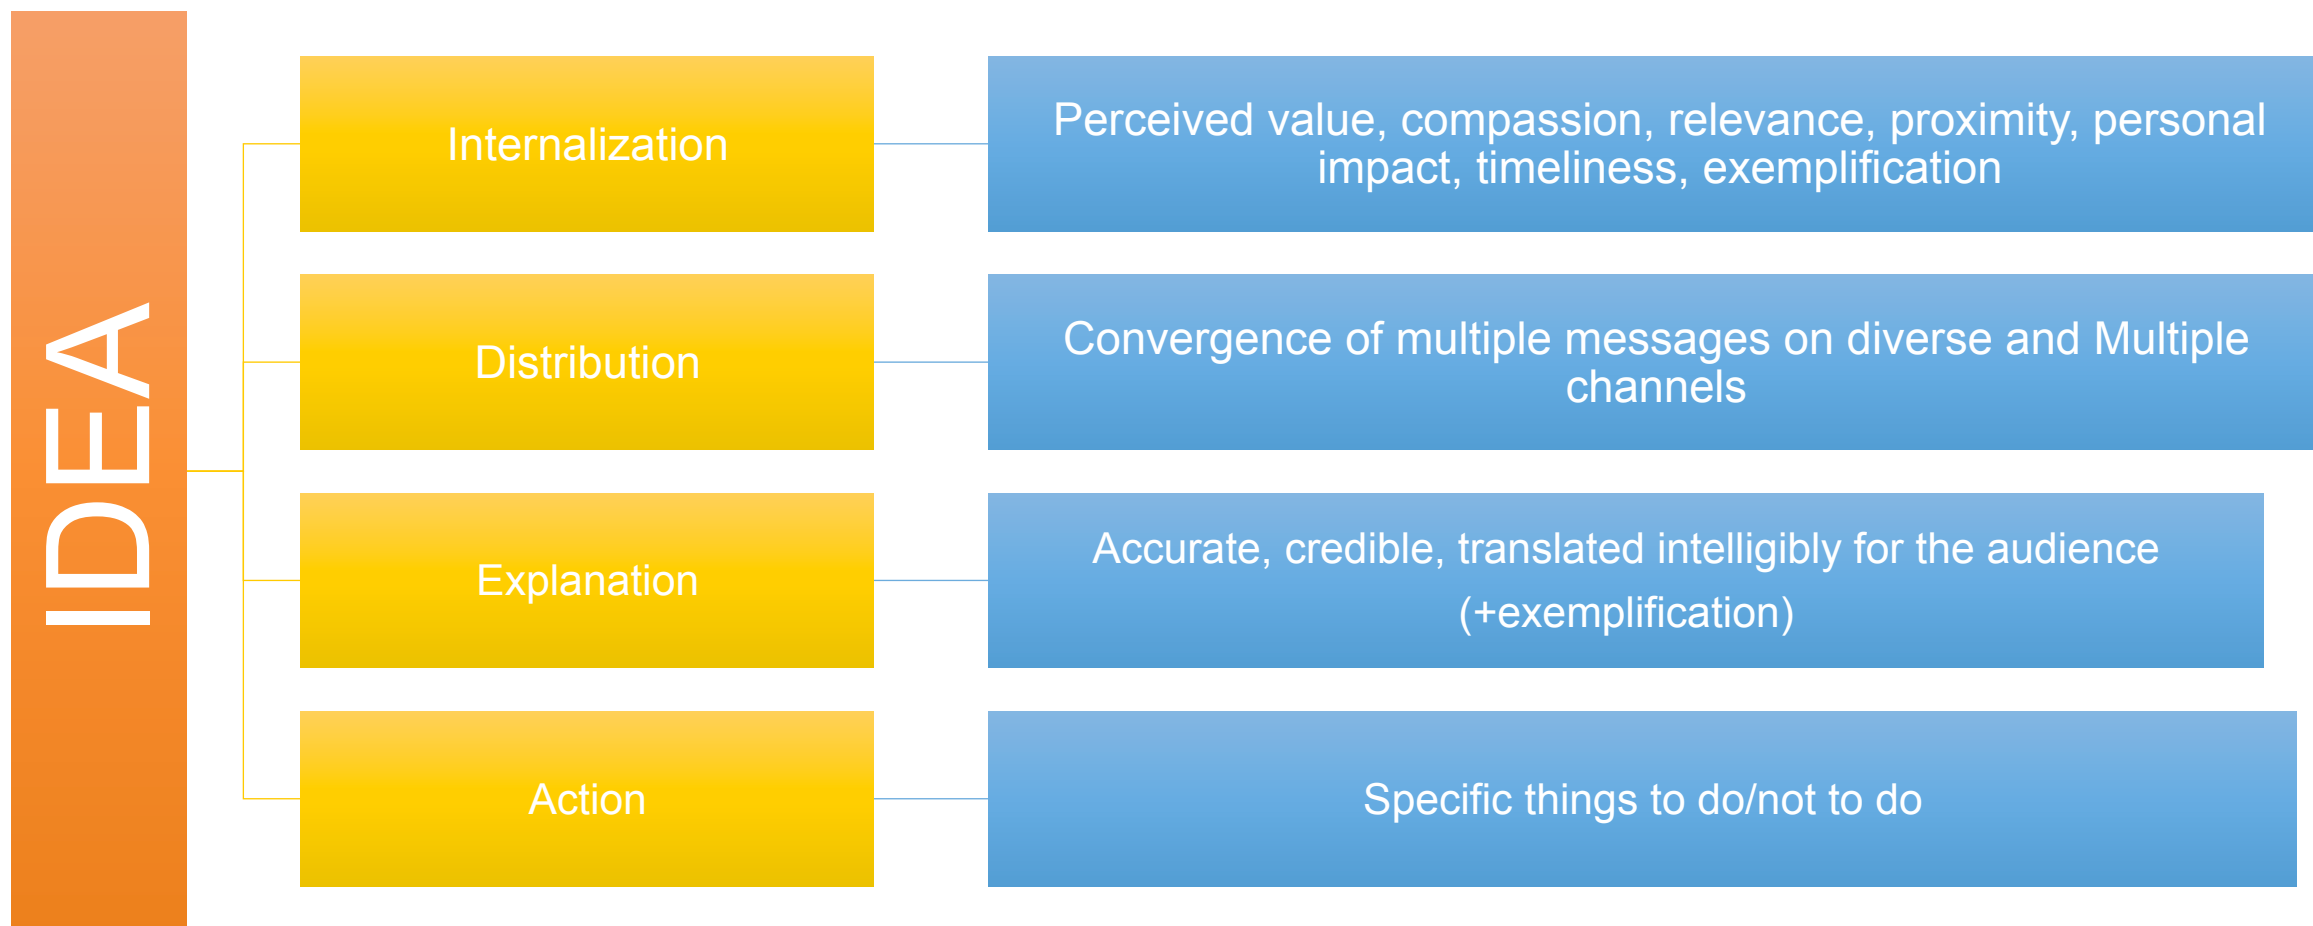 IDEA
Internalization
Perceived value, compassion, relevance, proximity, personal
impact, timeliness, exemplification
Distribution
Convergence of multiple messages on diverse and Multiple
channels
Explanation
Accurate, credible, translated intelligibly for the audience
(+exemplification)
Action
Specific things to do/not to do